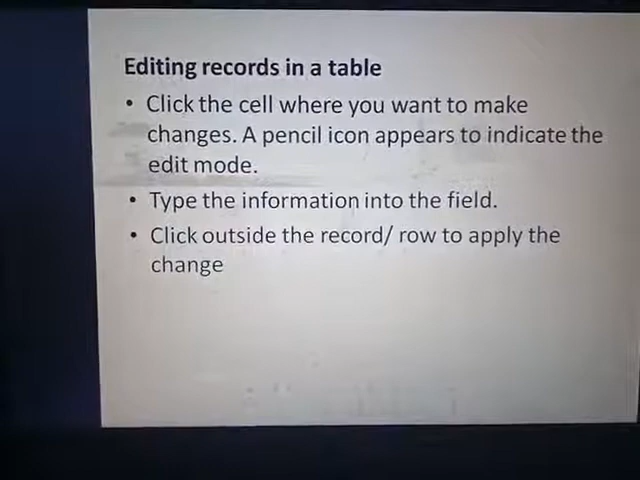 Editing records in a table
• Click the cell where you want to make
changes. A pencil icon appears to indicate the
edit mode.
• Type the information into the field.
• Click outside the record/ row to apply the
change